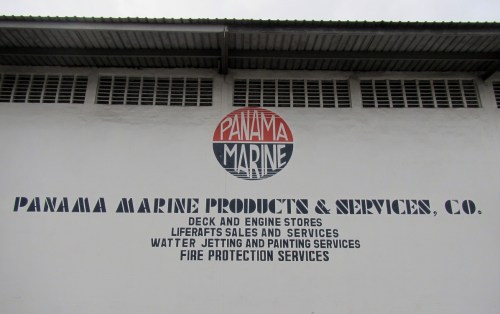 PANAMA
MARINE
PANAMA MARINE PRODUCTS & SERVICES, CO.
DECK AND ENGINE STORES
LIFERAFTS SALES AND SERVICES
WATTER JETTING AND PAINTING SERVICES
FIRE PROTECTION SERVICES